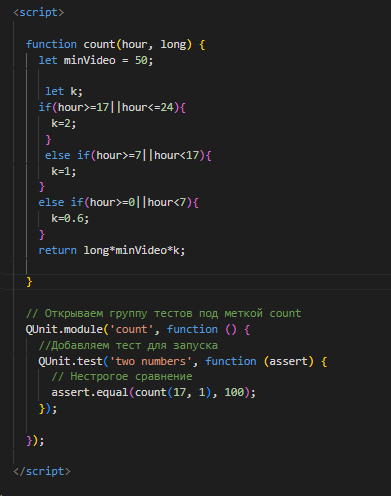 <script>
function count(hour, long) {
let minVideo = 50;
let k;
if(hour>=17||hour<=24){
k=2;
}
else if(hour>=7||hour<17){
k=1;
}
else if(hour>=0||hour<7){
k=0.6;
}
return long*minVideo*k;
}
// Открываем группу тестов под меткой count
QUnit.module('count', function () {
//Добавляем тест для запуска
QUnit.test('two numbers', function (assert) {
// Нестрогое сравнение
assert.equal(count(17, 1), 100);
});
});
</script>